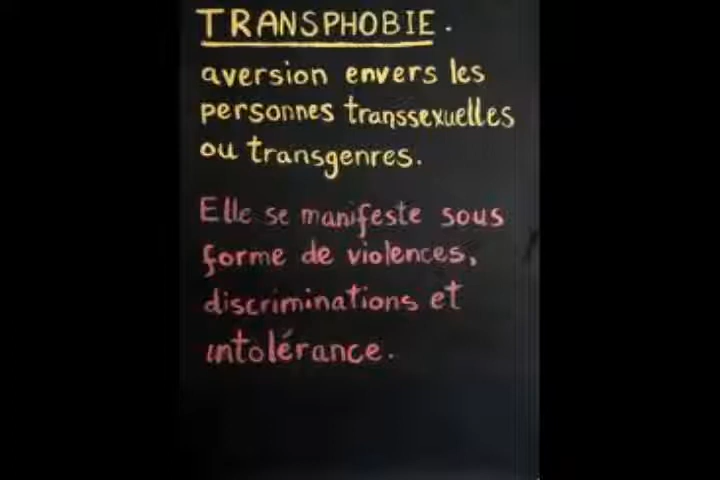 TRANSPHOBIE.
aversion envers les
personnes transsexuelles
ou transgenres.
Elle se manifeste sous
forme de violences,
discriminations et
intolérance.